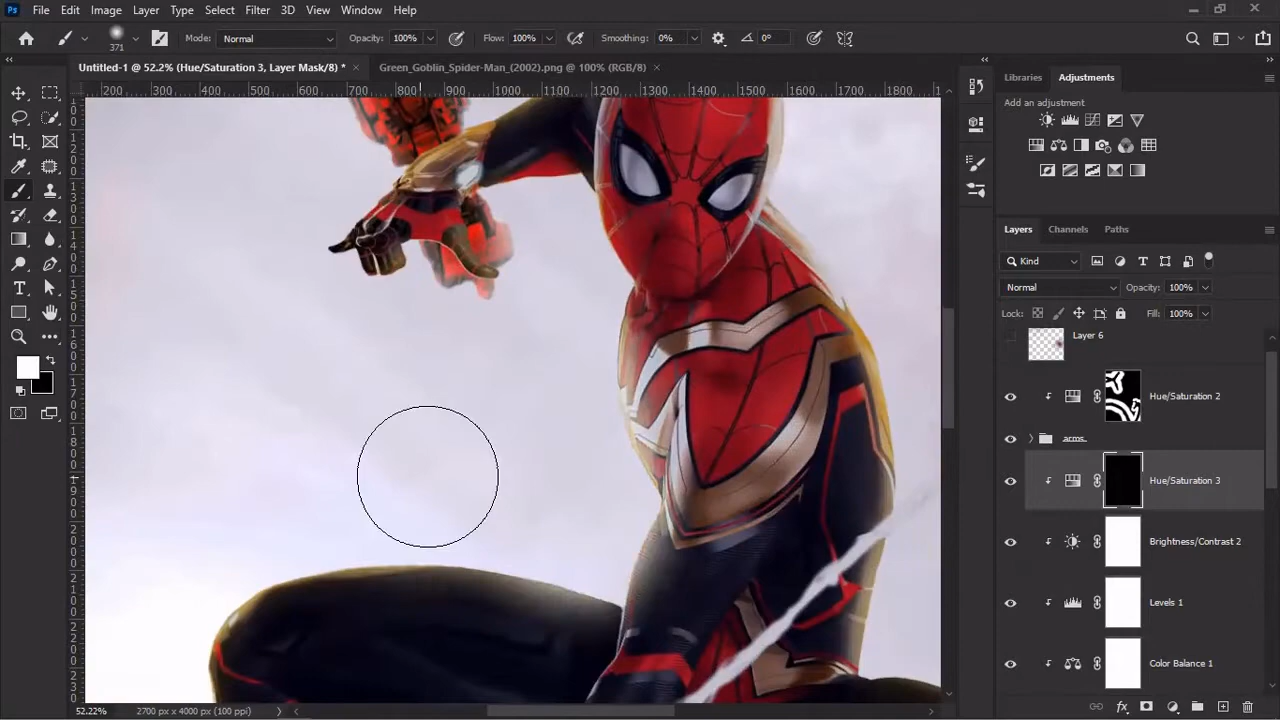 Ps File Edit Image Layer Type Select Filter 3D View Window Help
371 Mode: Normal Opacity: 100% Flow: 100% Smoothing: 0% 0°
Untitled-1 @ 52.2% (Hue/Saturation 3, Layer Mask/8) * × Green_Goblin_Spider-Man_(2002).png @ 100% (RGB/8) ×
200 300 400 500 600 700 800 900 1000 1100 1200 1300 1400 1500 1600 1700 1800
Libraries Adjustments
Add an adjustment
Layers Channels Paths
Kind
Normal Opacity: 100%
Lock: Fill: 100%
Layer 6
Hue/Saturation 2
arms
Hue/Saturation 3
Brightness/Contrast 2
Levels 1
Color Balance 1
52.22% 2700 px x 4000 px (100 ppi)
fx